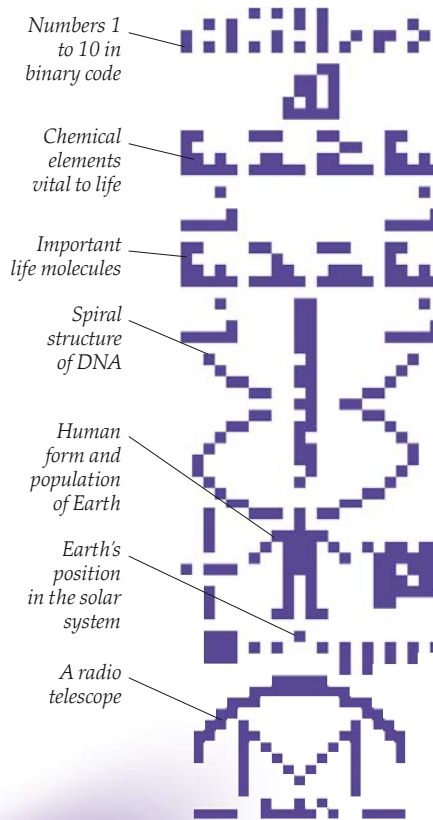 Numbers 1
to 10 in
binary code
Chemical
elements
vital to life
Important
life molecules
Spiral
structure
of DNA
Human
form and
population
of Earth
Earth's
position
in the solar
system
A radio
telescope